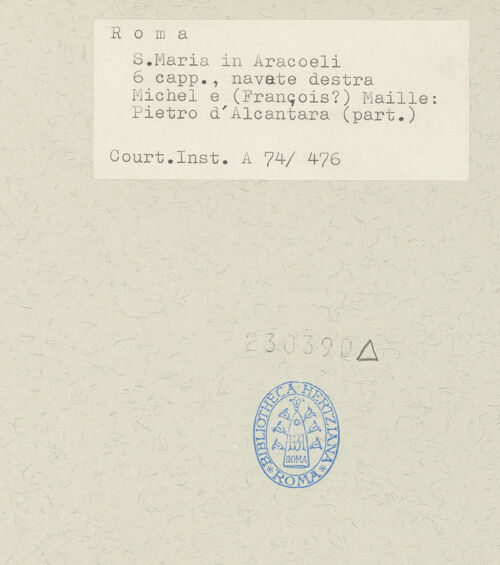 R o m a
S.Maria in Aracoeli
6 capp., navate destra
Michel e (François?) Maille:
Pietro d'Alcantara (part.)
Court.Inst. A 74/ 476
230390△
BIBLIOTHECA HERTZIANA
BH
ROMA
*ROMA*